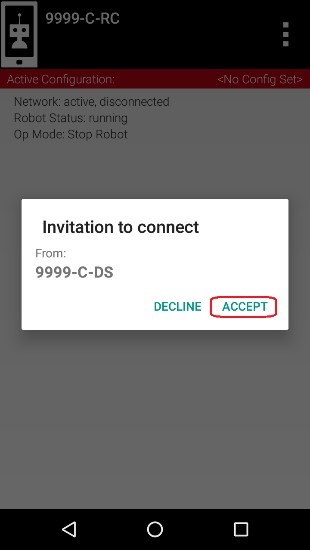 9999-C-RC
Active Configuration: <No Config Set>
Network: active, disconnected
Robot Status: running
Op Mode: Stop Robot
Invitation to connect
From:
9999-C-DS
DECLINE ACCEPT